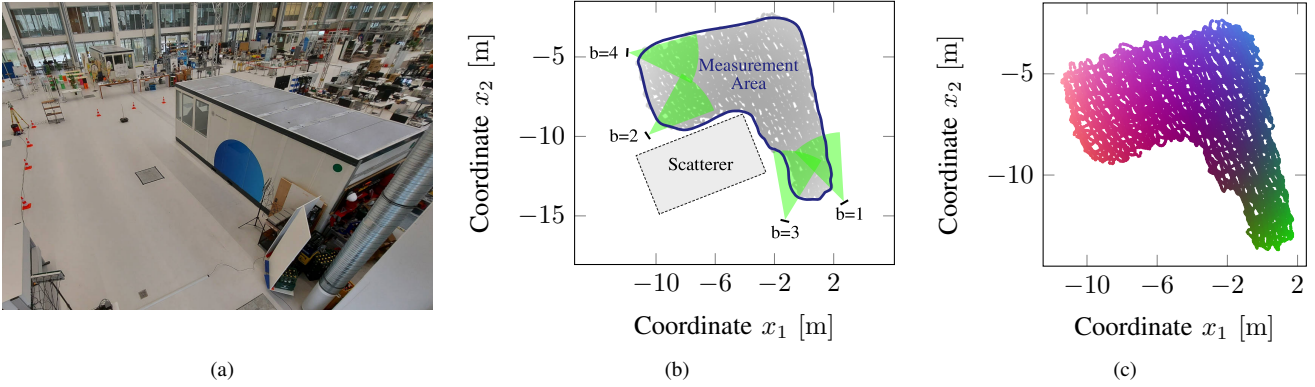 Coordinate x₂ [m]
−5
−10
−15
b=4
b=2
b=3
b=1
Measurement
Area
Scatterer
−10
−6
−2
2
Coordinate x₁ [m]
Coordinate x₂ [m]
−5
−10
−10
−6
−2
2
Coordinate x₁ [m]
(a)
(b)
(c)